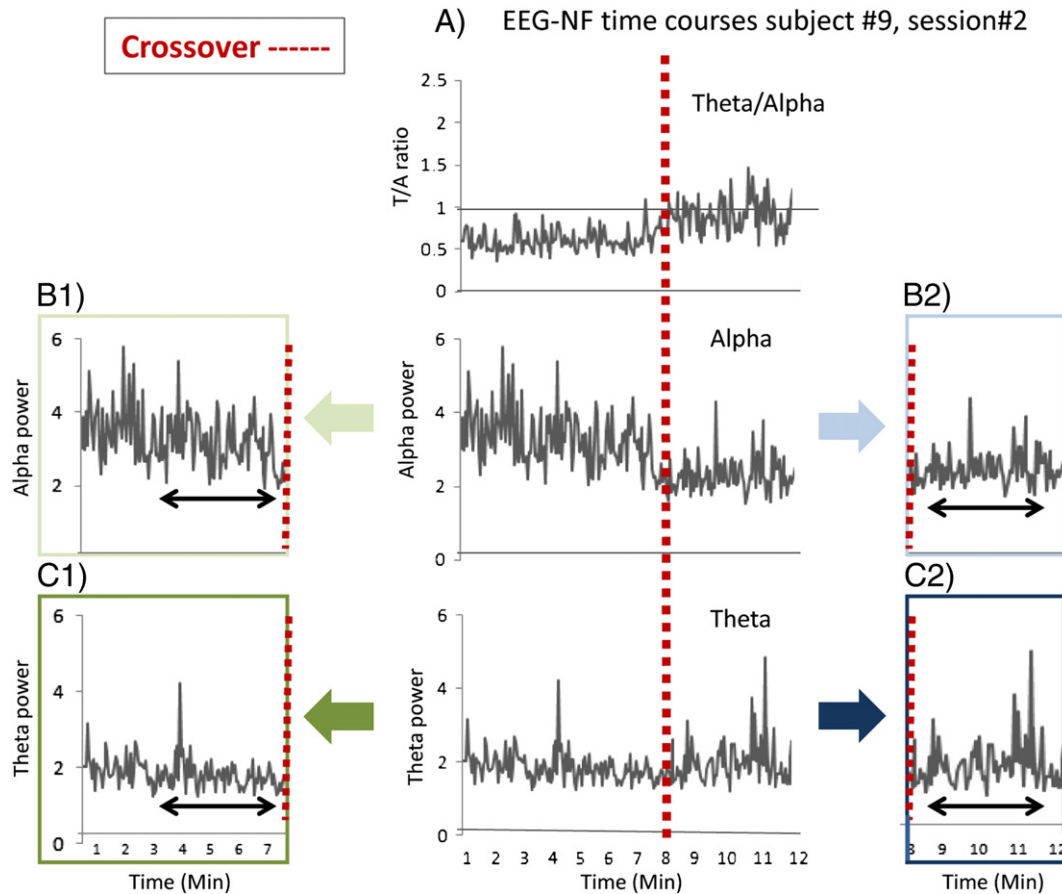 A) EEG-NF time courses subject #9, session#2
Crossover ------
Theta/Alpha
T/A ratio
2.5
2
1.5
1
0.5
0
B1)
Alpha power
6
4
2
Alpha
Alpha power
6
4
2
0
B2)
C1)
Theta power
6
4
2
0
1 2 3 4 5 6 7
Time (Min)
Theta
Theta power
6
4
2
0
1 2 3 4 5 6 7 8 9 10 11 12
Time (Min)
C2)
8 9 10 11 12
Time (Min)